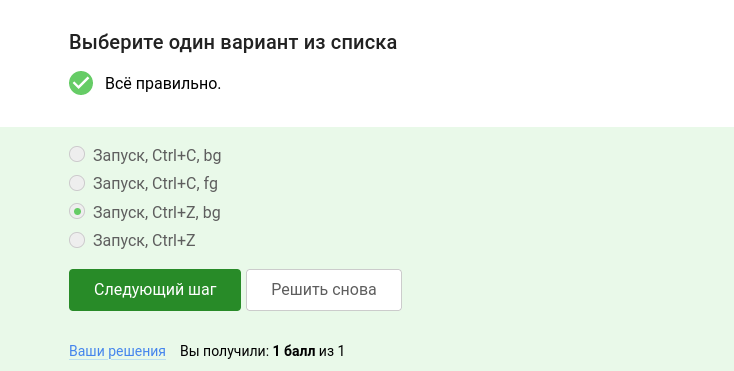 Выберите один вариант из списка
Всё правильно.
Запуск, Ctrl+C, bg
Запуск, Ctrl+C, fg
Запуск, Ctrl+Z, bg
Запуск, Ctrl+Z
Следующий шаг Решить снова
Ваши решения Вы получили: 1 балл из 1